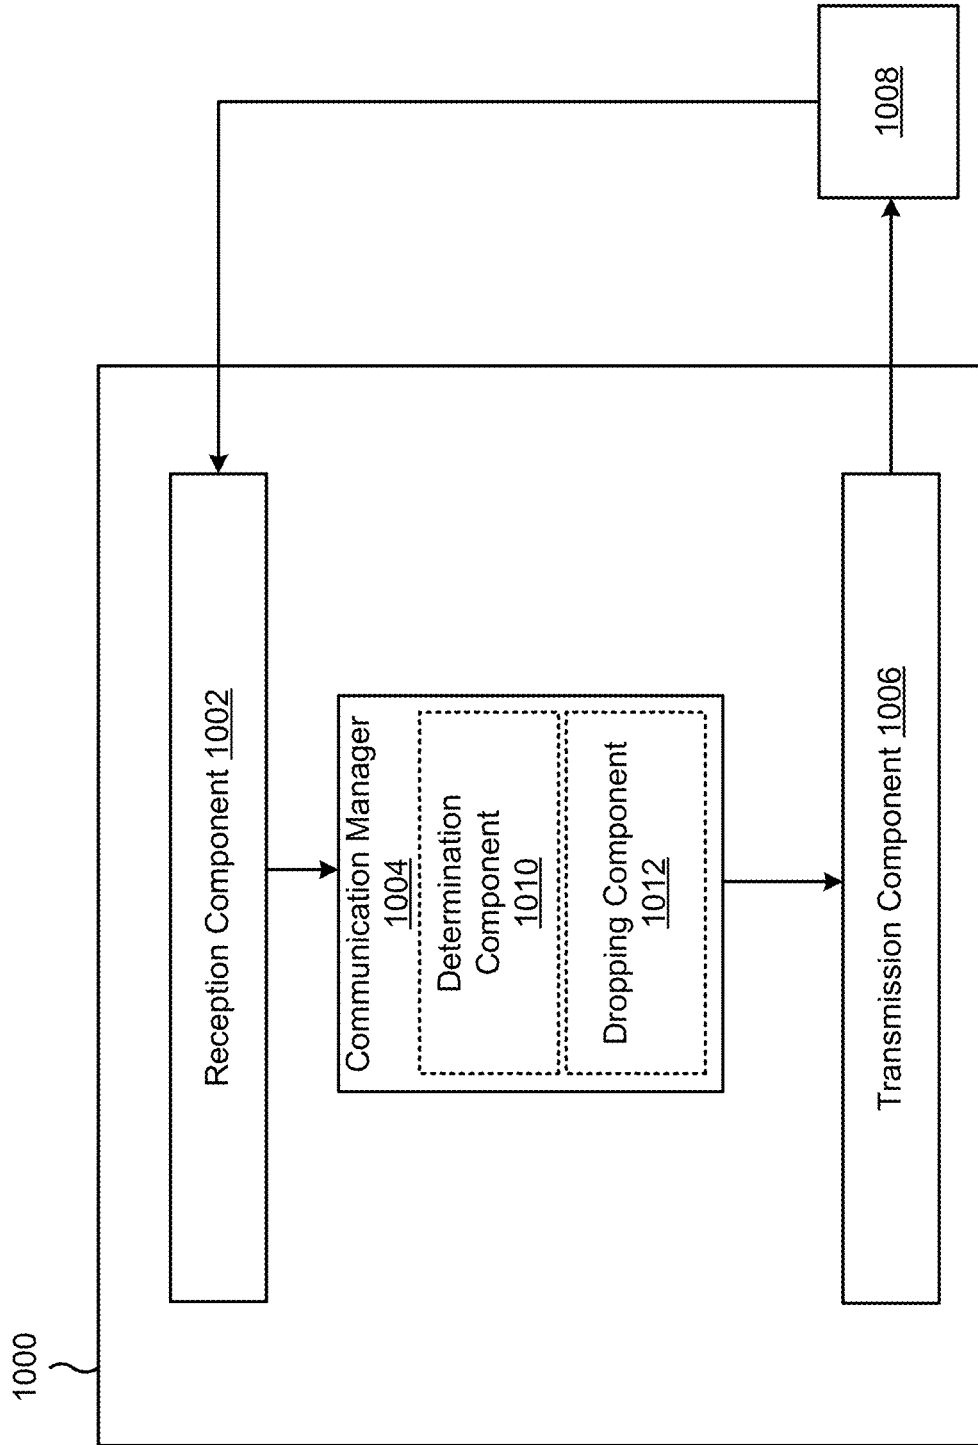 1000
Reception Component 1002
Communication Manager
1004
Determination
Component
1010
Dropping Component
1012
Transmission Component 1006
1008